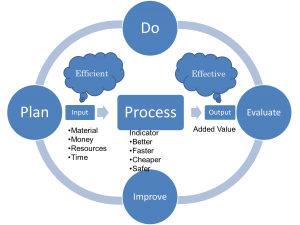 Do
Efficient
Effective
Plan
Input
Process
Output
Evaluate
•Material
•Money
•Resources
•Time
Indicator
•Better
•Faster
•Cheaper
•Safer
Added Value
Improve